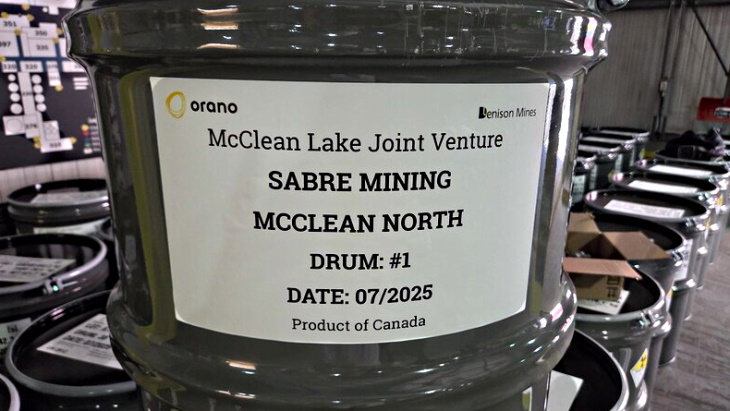 orano
Denison Mines
McClean Lake Joint Venture
SABRE MINING
MCCLEAN NORTH
DRUM: #1
DATE: 07/2025
Product of Canada
351